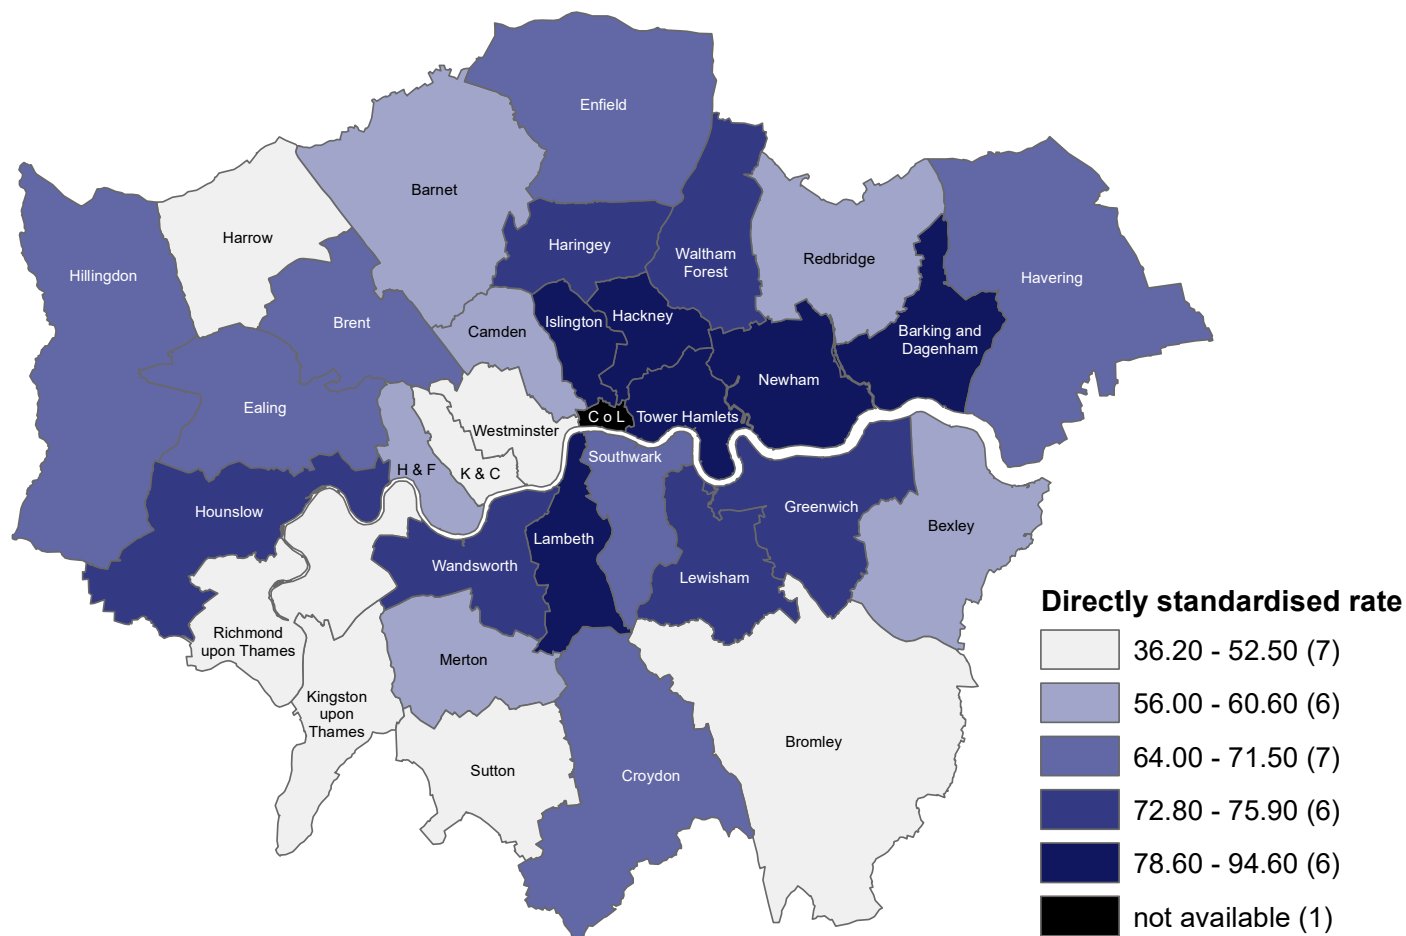 Enfield
Barnet
Harrow
Haringey
Waltham
Forest
Redbridge
Hillingdon
Havering
Brent
Camden
Islington
Hackney
Barking and
Dagenham
Newham
Ealing
Westminster
C o L
Tower Hamlets
H & F
K & C
Southwark
Hounslow
Greenwich
Bexley
Lambeth
Wandsworth
Lewisham
Richmond
upon Thames
Merton
Kingston
upon
Thames
Sutton
Croydon
Bromley
Directly standardised rate
36.20 - 52.50 (7)
56.00 - 60.60 (6)
64.00 - 71.50 (7)
72.80 - 75.90 (6)
78.60 - 94.60 (6)
not available (1)